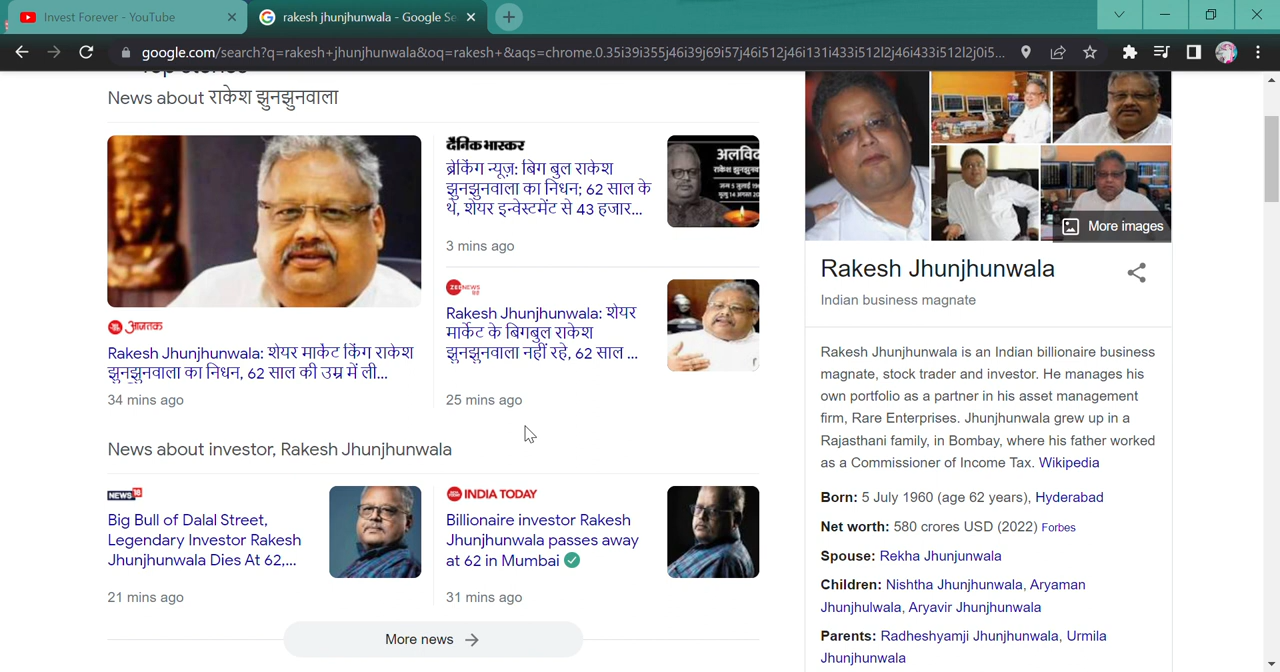 Invest Forever - YouTube
rakesh jhunjhunwala - Google Se
google.com/search?q=rakesh+jhunjhunwala&oq=rakesh+&aqs=chrome.0.35i39i355j46i39j69i57j46i512j46i131i433i512l2j46i433i512l2j0i5...
Top stories
News about राकेश झुनझुनवाला
आजतक
Rakesh Jhunjhunwala: शेयर मार्केट किंग राकेश
झुनझुनवाला का निधन, 62 साल की उम्र में ली...
34 mins ago
दैनिक भास्कर
ब्रेकिंग न्यूज़: बिग बुल राकेश
झुनझुनवाला का निधन; 62 साल के
थे, शेयर इन्वेस्टमेंट से 43 हजार...
3 mins ago
अलविद
ZEE NEWS
Rakesh Jhunjhunwala: शेयर
मार्केट के बिगबुल राकेश
झुनझुनवाला नहीं रहे, 62 साल ...
25 mins ago
News about investor, Rakesh Jhunjhunwala
NEWS18
Big Bull of Dalal Street,
Legendary Investor Rakesh
Jhunjhunwala Dies At 62,...
21 mins ago
INDIA TODAY
Billionaire investor Rakesh
Jhunjhunwala passes away
at 62 in Mumbai
31 mins ago
More news
More images
Rakesh Jhunjhunwala
Indian business magnate
Rakesh Jhunjhunwala is an Indian billionaire business
magnate, stock trader and investor. He manages his
own portfolio as a partner in his asset management
firm, Rare Enterprises. Jhunjhunwala grew up in a
Rajasthani family, in Bombay, where his father worked
as a Commissioner of Income Tax. Wikipedia
Born: 5 July 1960 (age 62 years), Hyderabad
Net worth: 580 crores USD (2022) Forbes
Spouse: Rekha Jhunjunwala
Children: Nishtha Jhunjhunwala, Aryaman
Jhunjhulwala, Aryavir Jhunjhunwala
Parents: Radheshyamji Jhunjhunwala, Urmila
Jhunjhunwala